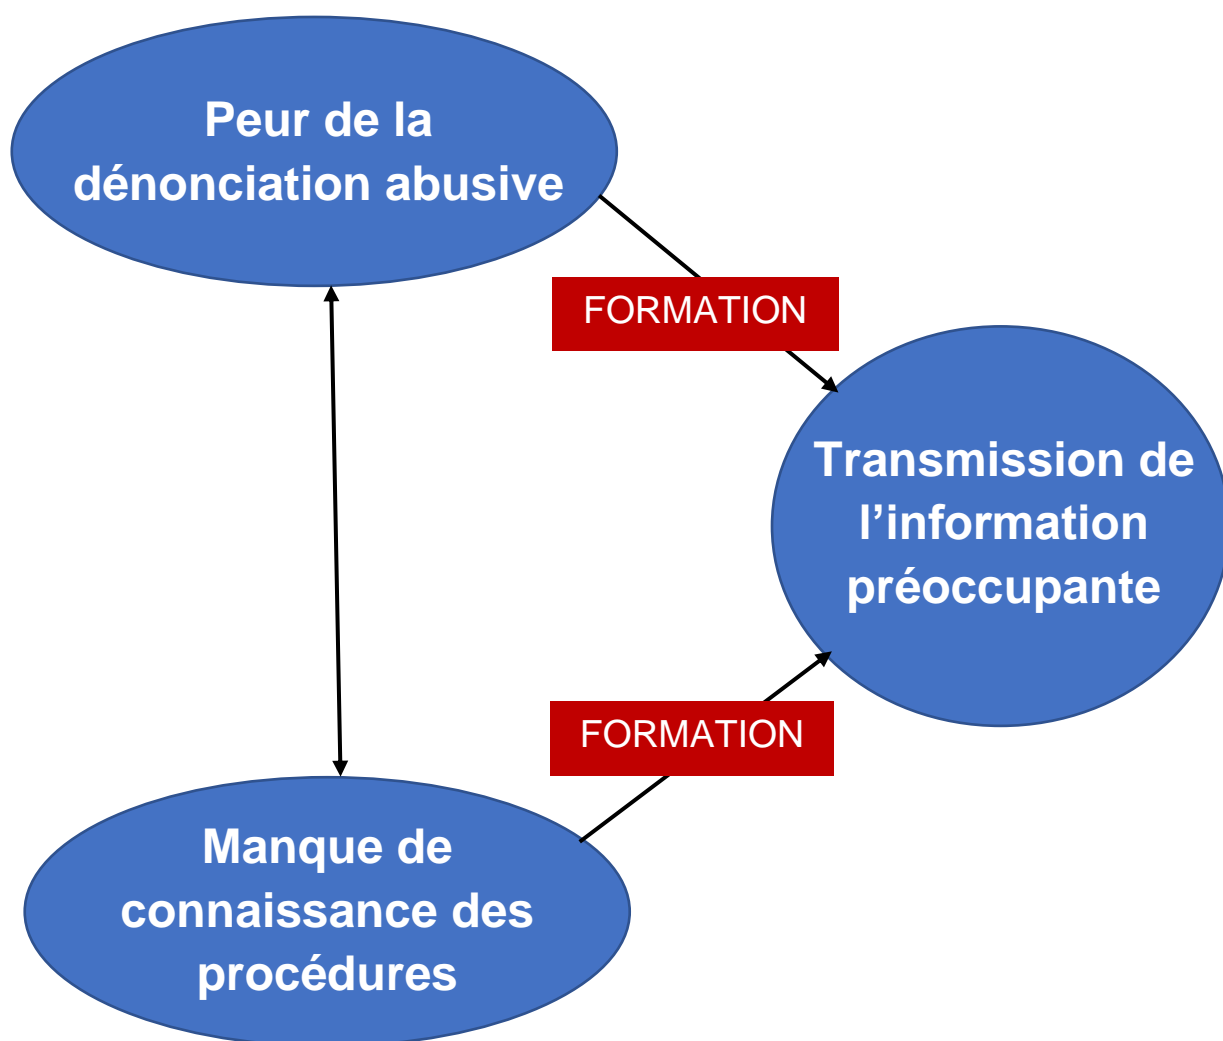 Peur de la
dénonciation abusive
FORMATION
Transmission de
l’information
préoccupante
FORMATION
Manque de
connaissance des
procédures